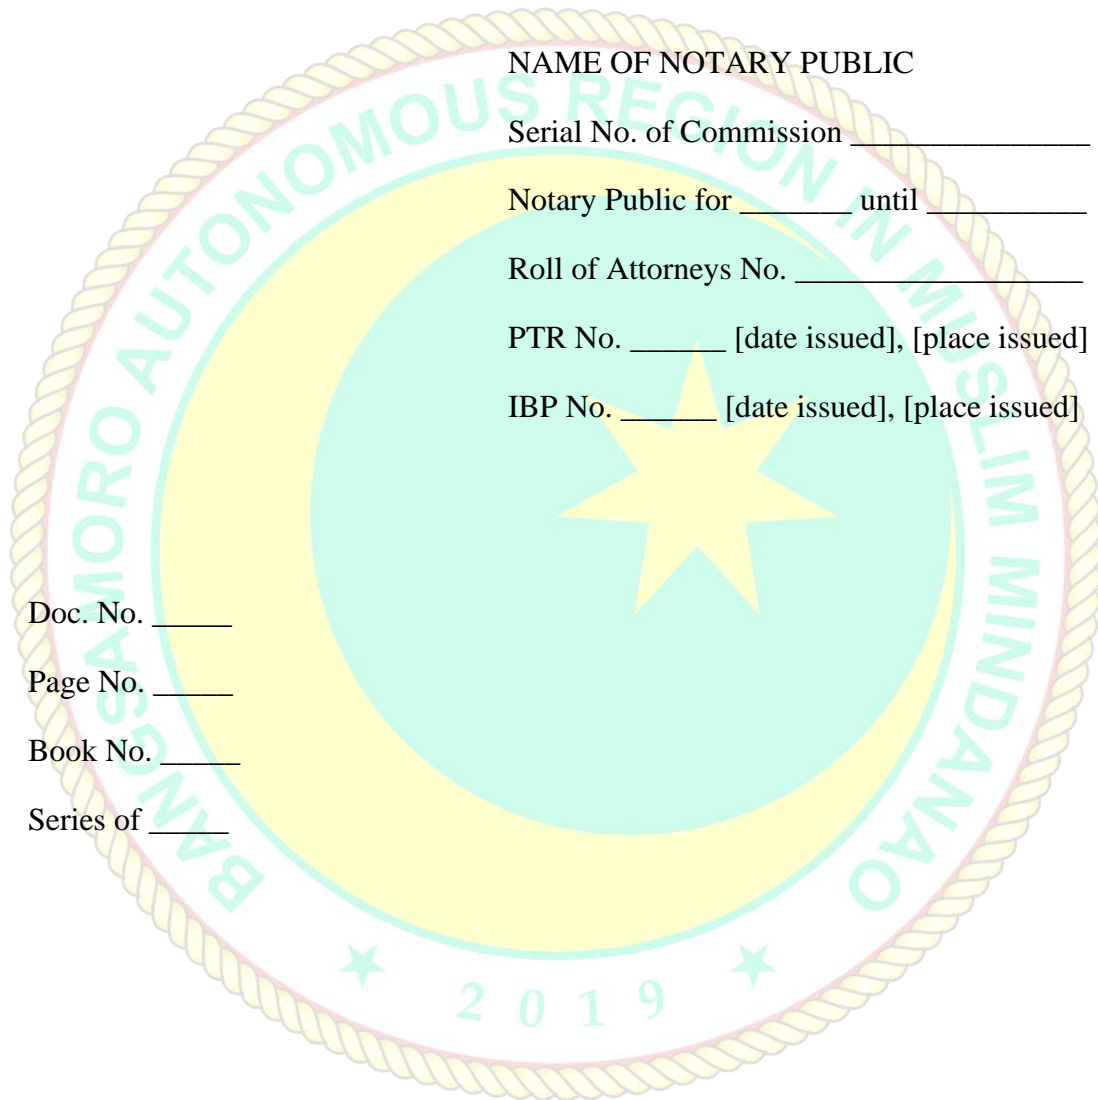 NAME OF NOTARY PUBLIC
Serial No. of Commission _______________
Notary Public for _______ until __________
Roll of Attorneys No. __________________
PTR No. ______ [date issued], [place issued]
IBP No. ______ [date issued], [place issued]
Doc. No. _____
Page No. _____
Book No. _____
Series of _____
BANGSAMORO AUTONOMOUS REGION IN MUSLIM MINDANAO
2019